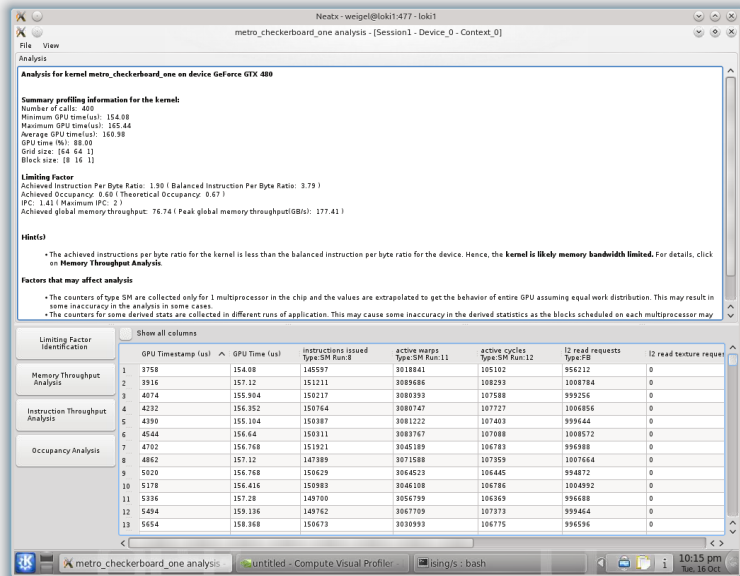 Neatx - weigel@loki1:477 - loki1
metro_checkerboard_one analysis - [Session1 - Device_0 - Context_0]
File View
Analysis
Analysis for kernel metro_checkerboard_one on device GeForce GTX 480
Summary profiling information for the kernel:
Number of calls: 400
Minimum GPU time(us): 154.08
Maximum GPU time(us): 165.44
Average GPU time(us): 160.98
GPU time (%): 88.00
Grid size: [64 64 1]
Block size: [8 16 1]
Limiting Factor
Achieved Instruction Per Byte Ratio: 1.90 ( Balanced Instruction Per Byte Ratio: 3.79 )
Achieved Occupancy: 0.60 ( Theoretical Occupancy: 0.67 )
IPC: 1.41 ( Maximum IPC: 2 )
Achieved global memory throughput: 76.74 ( Peak global memory throughput(GB/s): 177.41 )
Hint(s)
• The achieved instructions per byte ratio for the kernel is less than the balanced instruction per byte ratio for the device. Hence, the kernel is likely memory bandwidth limited. For details, click
on Memory Throughput Analysis.
Factors that may affect analysis
• The counters of type SM are collected only for 1 multiprocessor in the chip and the values are extrapolated to get the behavior of entire GPU assuming equal work distribution. This may result in
some inaccuracy in the analysis in some cases.
• The counters for some derived stats are collected in different runs of application. This may cause some inaccuracy in the derived statistics as the blocks scheduled on each multiprocessor may
Limiting Factor
Identification
Memory Throughput
Analysis
Instruction Throughput
Analysis
Occupancy Analysis
Show all columns
GPU Timestamp (us) GPU Time (us) instructions issued Type:SM Run:8 active warps Type:SM Run:11 active cycles Type:SM Run:12 l2 read requests Type:FB l2 read texture reques
1 3758 154.08 145597 3018841 105102 956212 0
2 3916 157.12 151211 3089686 108293 1008784 0
3 4074 155.904 150217 3080393 107588 999256 0
4 4232 156.352 150764 3080747 107727 1006856 0
5 4390 155.104 150387 3081222 107403 999644 0
6 4544 156.64 150311 3083767 107088 1008572 0
7 4702 156.768 151921 3045189 106783 996988 0
8 4862 157.12 147389 3071588 107359 1007664 0
9 5020 156.768 150629 3064523 106445 994872 0
10 5178 156.416 150983 3046108 106786 1004992 0
11 5336 157.28 149700 3056799 106369 996688 0
12 5494 159.136 149762 3067709 107373 999464 0
13 5654 158.368 150673 3030993 106775 996596 0
metro_checkerboard_one analysis - untitled - Compute Visual Profiler - ising/s : bash 10:15 pm
Tue, 16 Oct